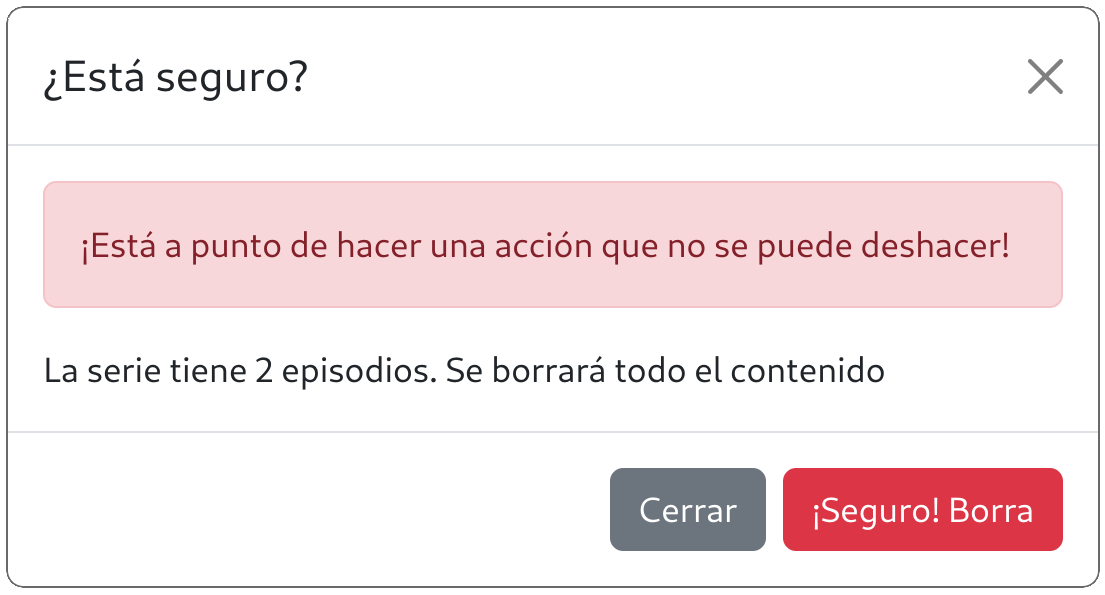 ¿Está seguro?
¡Está a punto de hacer una acción que no se puede deshacer!
La serie tiene 2 episodios. Se borrará todo el contenido
Cerrar
¡Seguro! Borra